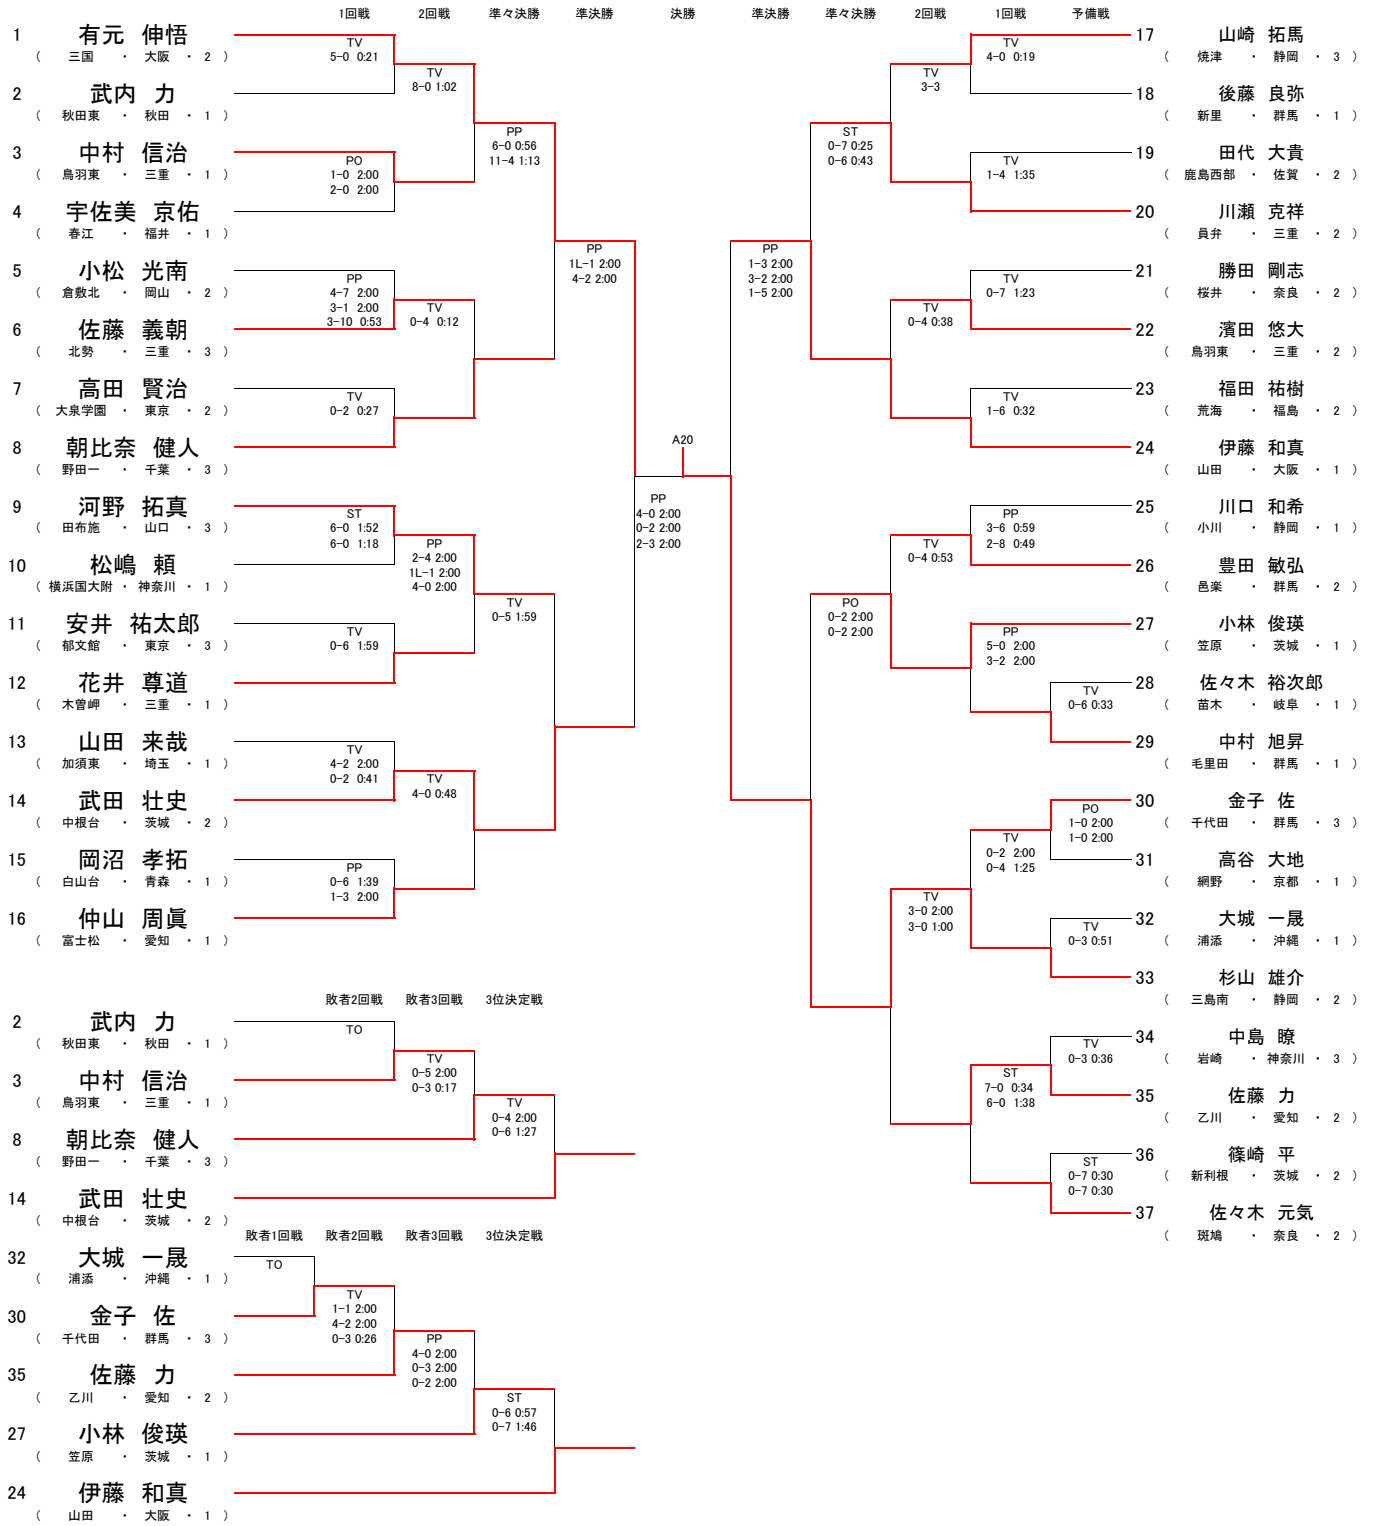 1回戦 2回戦 準々決勝 準決勝 決勝 準決勝 準々決勝 2回戦 1回戦 予備戦
1 有元 伸悟
( 三国 ・ 大阪 ・ 2 )
TV
5-0 0:21
2 武内 力
( 秋田東 ・ 秋田 ・ 1 )
TV
8-0 1:02
3 中村 信治
( 鳥羽東 ・ 三重 ・ 1 )
PO
1-0 2:00
2-0 2:00
4 宇佐美 京佑
( 春江 ・ 福井 ・ 1 )
PP
6-0 0:56
11-4 1:13
5 小松 光南
( 倉敷北 ・ 岡山 ・ 2 )
PP
4-7 2:00
3-1 2:00
3-10 0:53
6 佐藤 義朝
( 北勢 ・ 三重 ・ 3 )
TV
0-4 0:12
7 高田 賢治
( 大泉学園 ・ 東京 ・ 2 )
TV
0-2 0:27
8 朝比奈 健人
( 野田一 ・ 千葉 ・ 3 )
PP
1L-1 2:00
4-2 2:00
9 河野 拓真
( 田布施 ・ 山口 ・ 3 )
ST
6-0 1:52
6-0 1:18
10 松嶋 頼
( 横浜国大附 ・ 神奈川 ・ 1 )
PP
2-4 2:00
1L-1 2:00
4-0 2:00
11 安井 祐太郎
( 郁文館 ・ 東京 ・ 3 )
TV
0-6 1:59
12 花井 尊道
( 木曽岬 ・ 三重 ・ 1 )
TV
0-5 1:59
13 山田 来哉
( 加須東 ・ 埼玉 ・ 1 )
TV
4-2 2:00
0-2 0:41
14 武田 壮史
( 中根台 ・ 茨城 ・ 2 )
TV
4-0 0:48
15 岡沼 孝拓
( 白山台 ・ 青森 ・ 1 )
PP
0-6 1:39
1-3 2:00
16 仲山 周眞
( 富士松 ・ 愛知 ・ 1 )
A20
PP
4-0 2:00
0-2 2:00
2-3 2:00
17 山崎 拓馬
( 焼津 ・ 静岡 ・ 3 )
TV
4-0 0:19
18 後藤 良弥
( 新里 ・ 群馬 ・ 1 )
TV
3-3
19 田代 大貴
( 鹿島西部 ・ 佐賀 ・ 2 )
TV
1-4 1:35
20 川瀬 克祥
( 員弁 ・ 三重 ・ 2 )
ST
0-7 0:25
0-6 0:43
21 勝田 剛志
( 桜井 ・ 奈良 ・ 2 )
TV
0-7 1:23
22 濱田 悠大
( 鳥羽東 ・ 三重 ・ 2 )
TV
0-4 0:38
23 福田 祐樹
( 荒海 ・ 福島 ・ 2 )
TV
1-6 0:32
24 伊藤 和真
( 山田 ・ 大阪 ・ 1 )
PP
1-3 2:00
3-2 2:00
1-5 2:00
25 川口 和希
( 小川 ・ 静岡 ・ 1 )
PP
3-6 0:59
2-8 0:49
26 豊田 敏弘
( 邑楽 ・ 群馬 ・ 2 )
TV
0-4 0:53
27 小林 俊瑛
( 笠原 ・ 茨城 ・ 1 )
PP
5-0 2:00
3-2 2:00
28 佐々木 裕次郎
( 苗木 ・ 岐阜 ・ 1 )
TV
0-6 0:33
29 中村 旭昇
( 毛里田 ・ 群馬 ・ 1 )
PO
0-2 2:00
0-2 2:00
30 金子 佐
( 千代田 ・ 群馬 ・ 3 )
PO
1-0 2:00
1-0 2:00
31 高谷 大地
( 網野 ・ 京都 ・ 1 )
TV
0-2 2:00
0-4 1:25
32 大城 一晟
( 浦添 ・ 沖縄 ・ 1 )
TV
0-3 0:51
33 杉山 雄介
( 三島南 ・ 静岡 ・ 2 )
TV
3-0 2:00
3-0 1:00
34 中島 瞭
( 岩崎 ・ 神奈川 ・ 3 )
TV
0-3 0:36
35 佐藤 力
( 乙川 ・ 愛知 ・ 2 )
ST
7-0 0:34
6-0 1:38
36 篠崎 平
( 新利根 ・ 茨城 ・ 2 )
ST
0-7 0:30
0-7 0:30
37 佐々木 元気
( 斑鳩 ・ 奈良 ・ 2 )
敗者2回戦 敗者3回戦 3位決定戦
2 武内 力
( 秋田東 ・ 秋田 ・ 1 )
TO
3 中村 信治
( 鳥羽東 ・ 三重 ・ 1 )
TV
0-5 2:00
0-3 0:17
8 朝比奈 健人
( 野田一 ・ 千葉 ・ 3 )
TV
0-4 2:00
0-6 1:27
14 武田 壮史
( 中根台 ・ 茨城 ・ 2 )
敗者1回戦 敗者2回戦 敗者3回戦 3位決定戦
32 大城 一晟
( 浦添 ・ 沖縄 ・ 1 )
TO
30 金子 佐
( 千代田 ・ 群馬 ・ 3 )
TV
1-1 2:00
4-2 2:00
0-3 0:26
35 佐藤 力
( 乙川 ・ 愛知 ・ 2 )
PP
4-0 2:00
0-3 2:00
0-2 2:00
27 小林 俊瑛
( 笠原 ・ 茨城 ・ 1 )
ST
0-6 0:57
0-7 1:46
24 伊藤 和真
( 山田 ・ 大阪 ・ 1 )